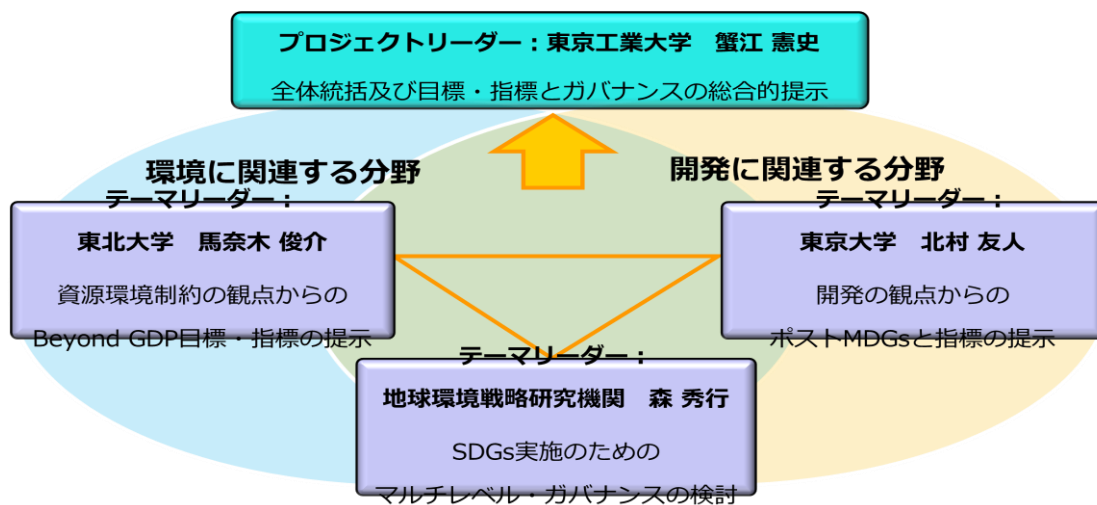 プロジェクトリーダー：東京工業大学　蟹江 憲史
全体統括及び目標・指標とガバナンスの総合的提示
環境に関連する分野
開発に関連する分野
テーマリーダー：
東北大学　馬奈木 俊介
資源環境制約の観点からの
Beyond GDP目標・指標の提示
テーマリーダー：
東京大学　北村 友人
開発の観点からの
ポストMDGsと指標の提示
テーマリーダー：
地球環境戦略研究機関　森 秀行
SDGs実施のための
マルチレベル・ガバナンスの検討